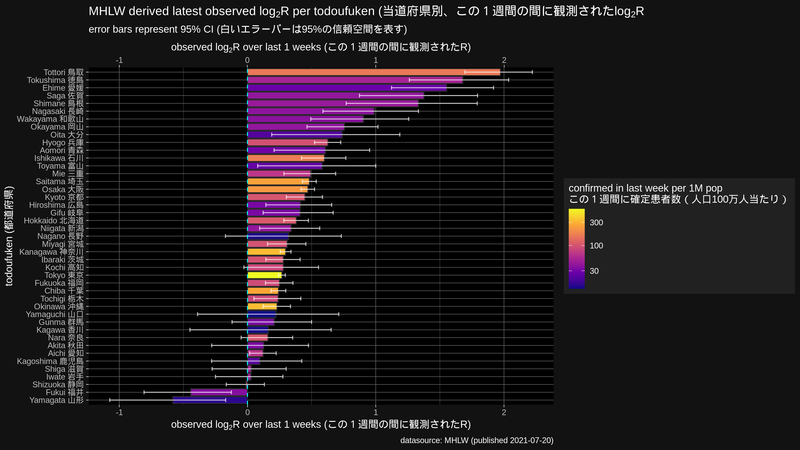 MHLW derived latest observed log₂R per todoufuken (当道府県別、この１週間の間に観測されたlog₂R
error bars represent 95% CI (白いエラーバーは95%の信頼空間を表す)
observed log₂R over last 1 weeks (この１週間の間に観測されたR)
-1 0 1 2
todoufuken (都道府県)
Tottori 鳥取
Tokushima 徳島
Ehime 愛媛
Saga 佐賀
Shimane 島根
Nagasaki 長崎
Wakayama 和歌山
Okayama 岡山
Oita 大分
Hyogo 兵庫
Aomori 青森
Ishikawa 石川
Toyama 富山
Mie 三重
Saitama 埼玉
Osaka 大阪
Kyoto 京都
Hiroshima 広島
Gifu 岐阜
Hokkaido 北海道
Niigata 新潟
Nagano 長野
Miyagi 宮城
Kanagawa 神奈川
Ibaraki 茨城
Kochi 高知
Tokyo 東京
Fukuoka 福岡
Chiba 千葉
Tochigi 栃木
Okinawa 沖縄
Yamaguchi 山口
Gunma 群馬
Kagawa 香川
Nara 奈良
Akita 秋田
Aichi 愛知
Kagoshima 鹿児島
Shiga 滋賀
Iwate 岩手
Shizuoka 静岡
Fukui 福井
Yamagata 山形
-1 0 1 2
observed log₂R over last 1 weeks (この１週間の間に観測されたR)
confirmed in last week per 1M pop
この１週間に確定患者数（人口100万人当たり）
300
100
30
datasource: MHLW (published 2021-07-20)